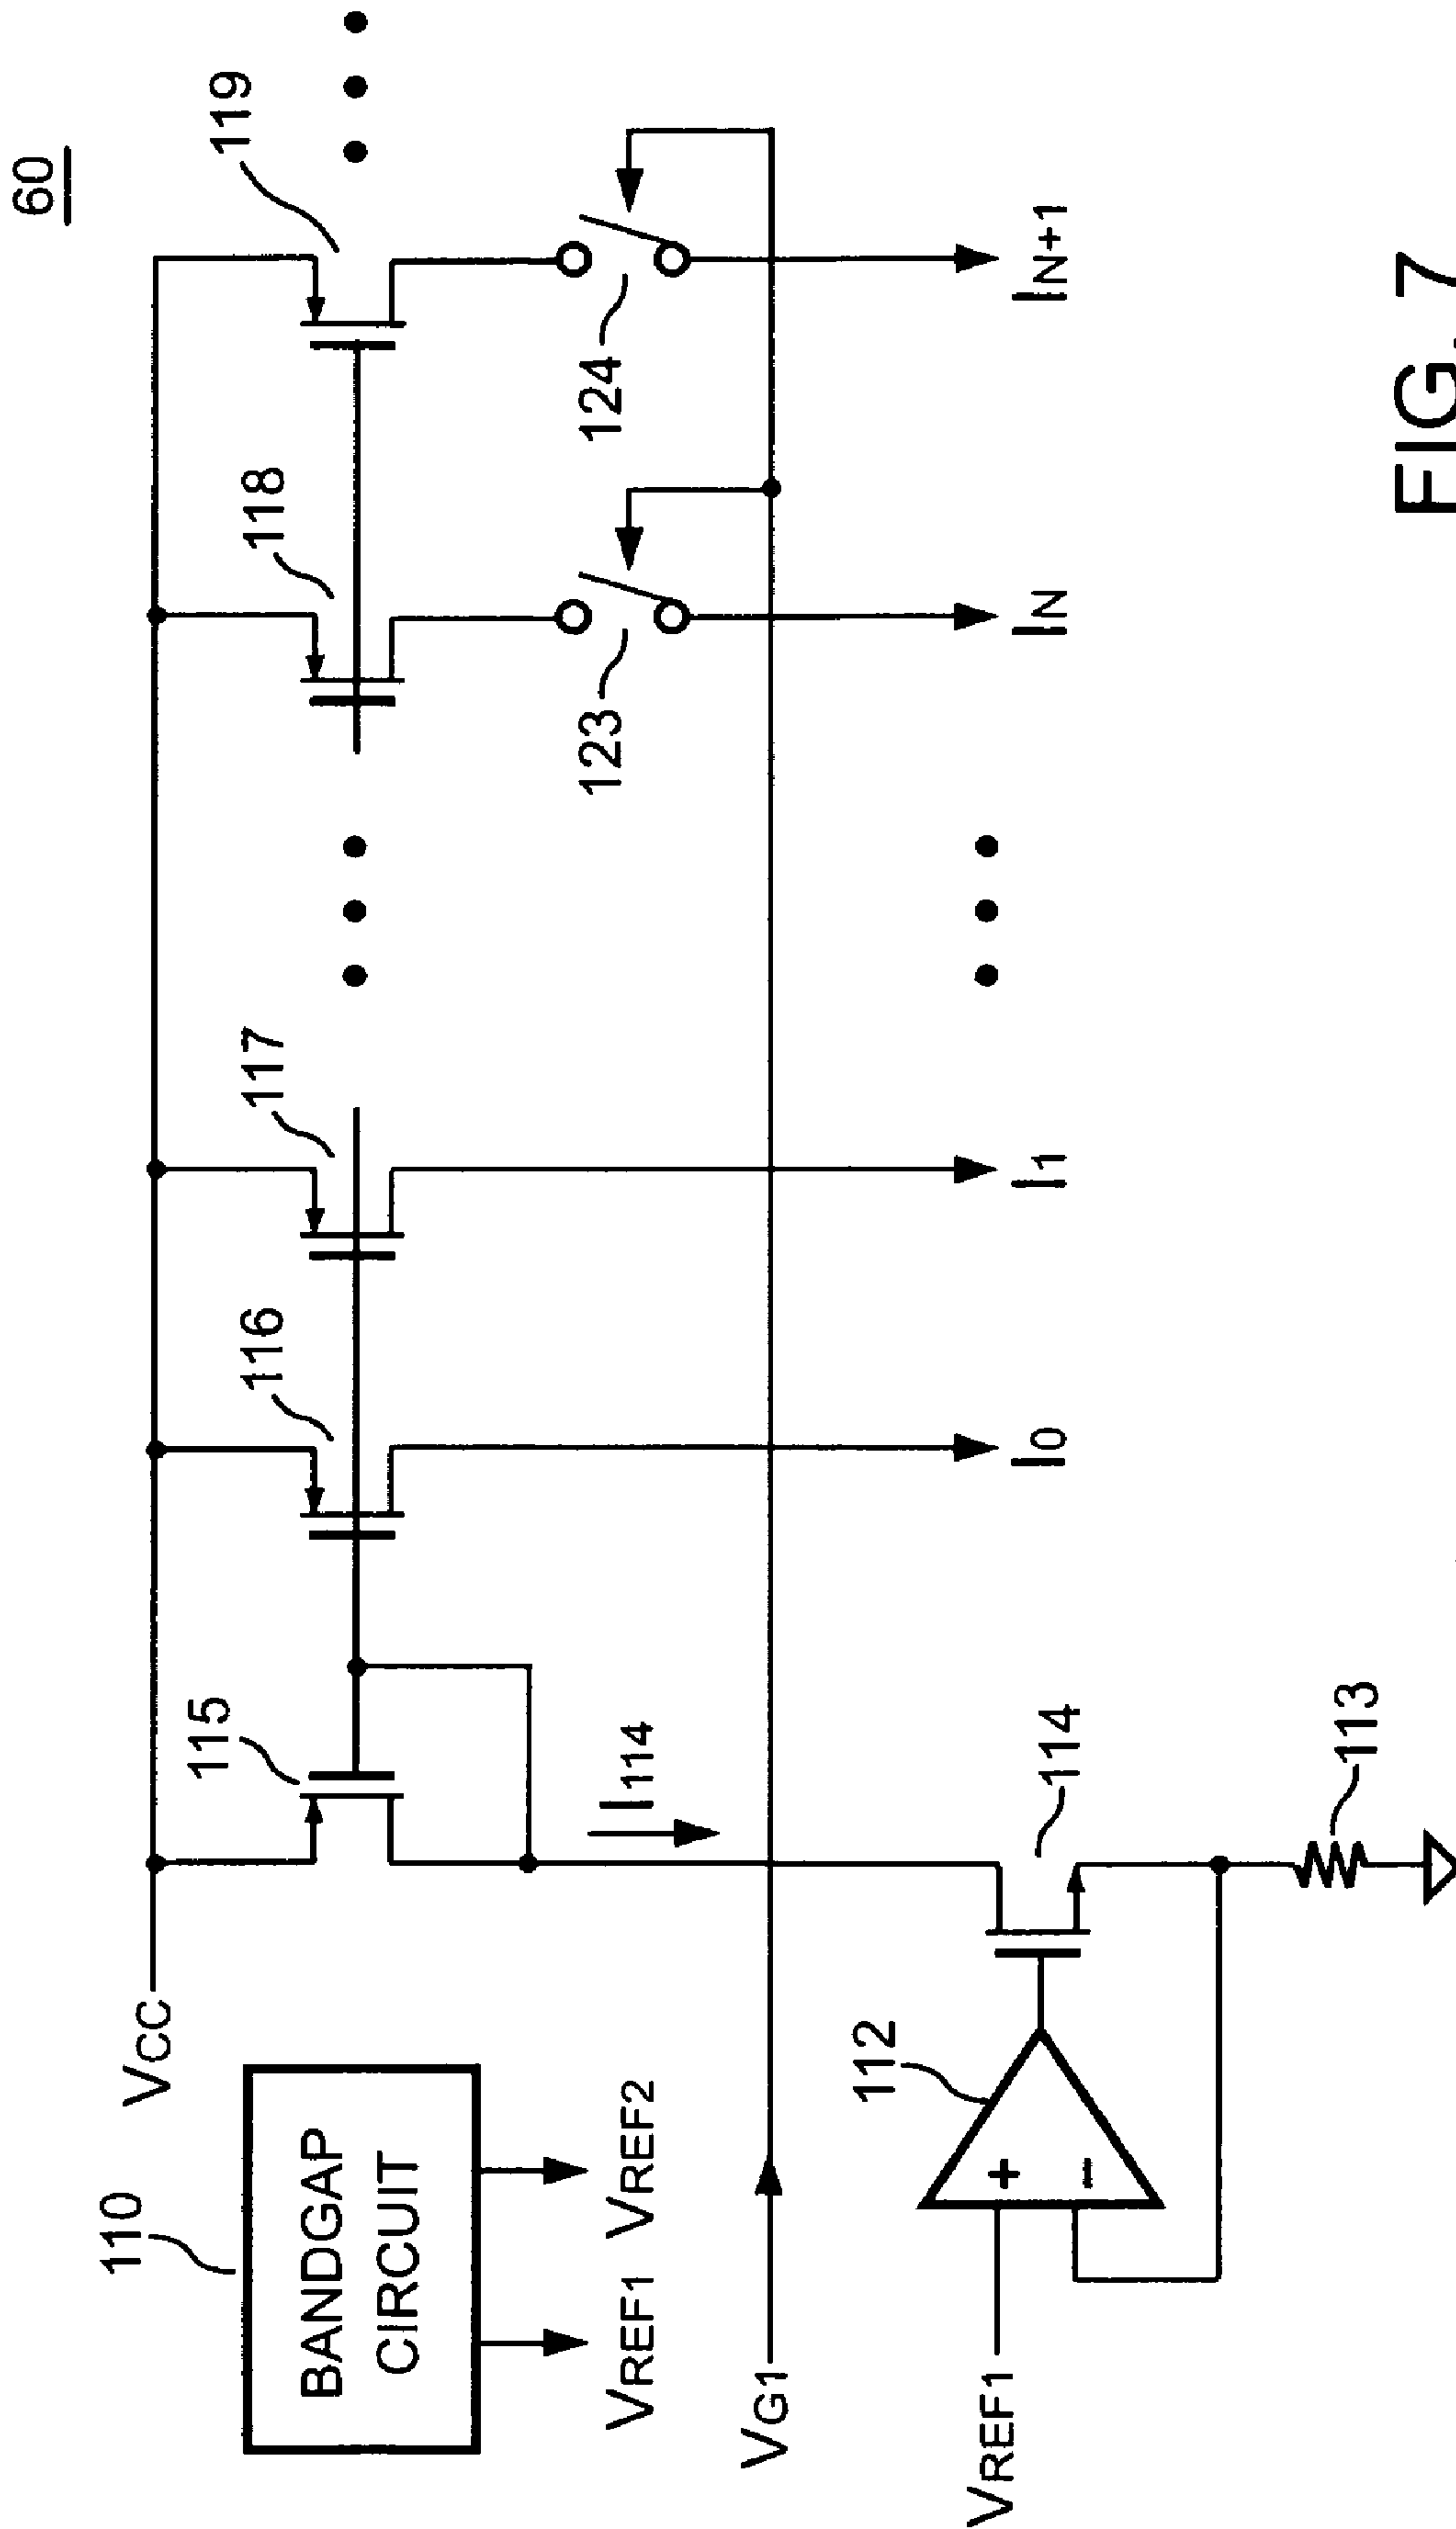 60
VCC
115
116
117
118
119
110
BANDGAP
CIRCUIT
VREF1 VREF2
I114
123
124
VG1
112
+
-
VREF1
114
113
I0
I1
IN
IN+1
FIG. 7